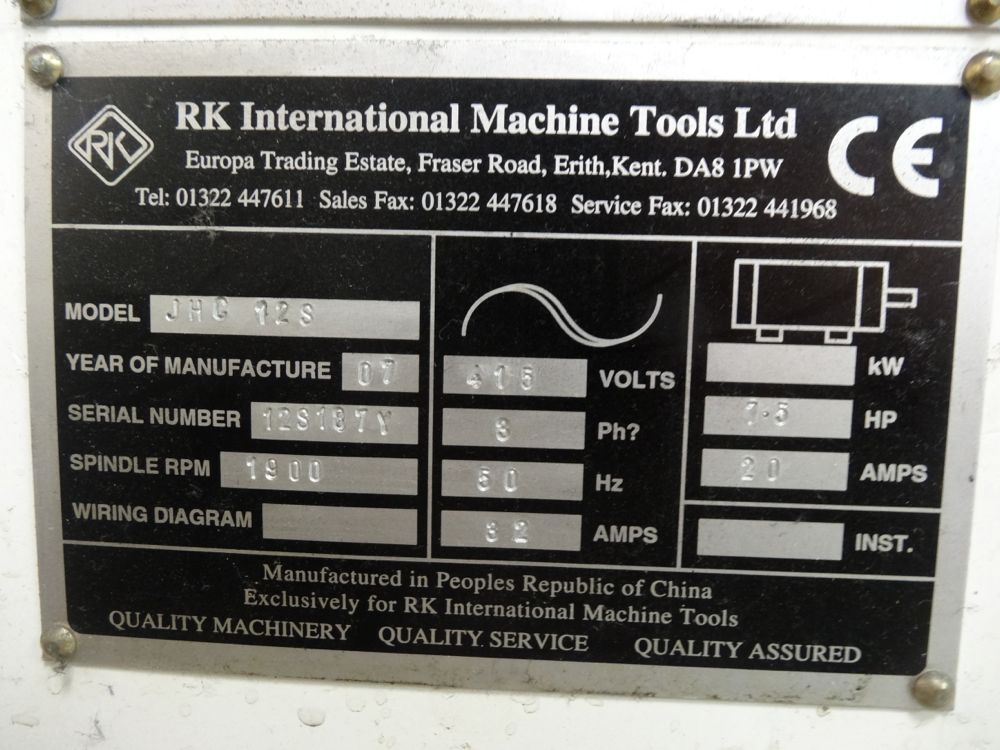 RK
RK International Machine Tools Ltd
CE
Europa Trading Estate, Fraser Road, Erith,Kent. DA8 1PW
Tel: 01322 447611 Sales Fax: 01322 447618 Service Fax: 01322 441968
MODEL JHC 12S
YEAR OF MANUFACTURE 07
SERIAL NUMBER 12S187Y
SPINDLE RPM 1900
WIRING DIAGRAM
415 VOLTS
3 Ph?
50 Hz
32 AMPS
kW
7.5 HP
20 AMPS
INST.
Manufactured in Peoples Republic of China
Exclusively for RK International Machine Tools
QUALITY MACHINERY QUALITY SERVICE QUALITY ASSURED